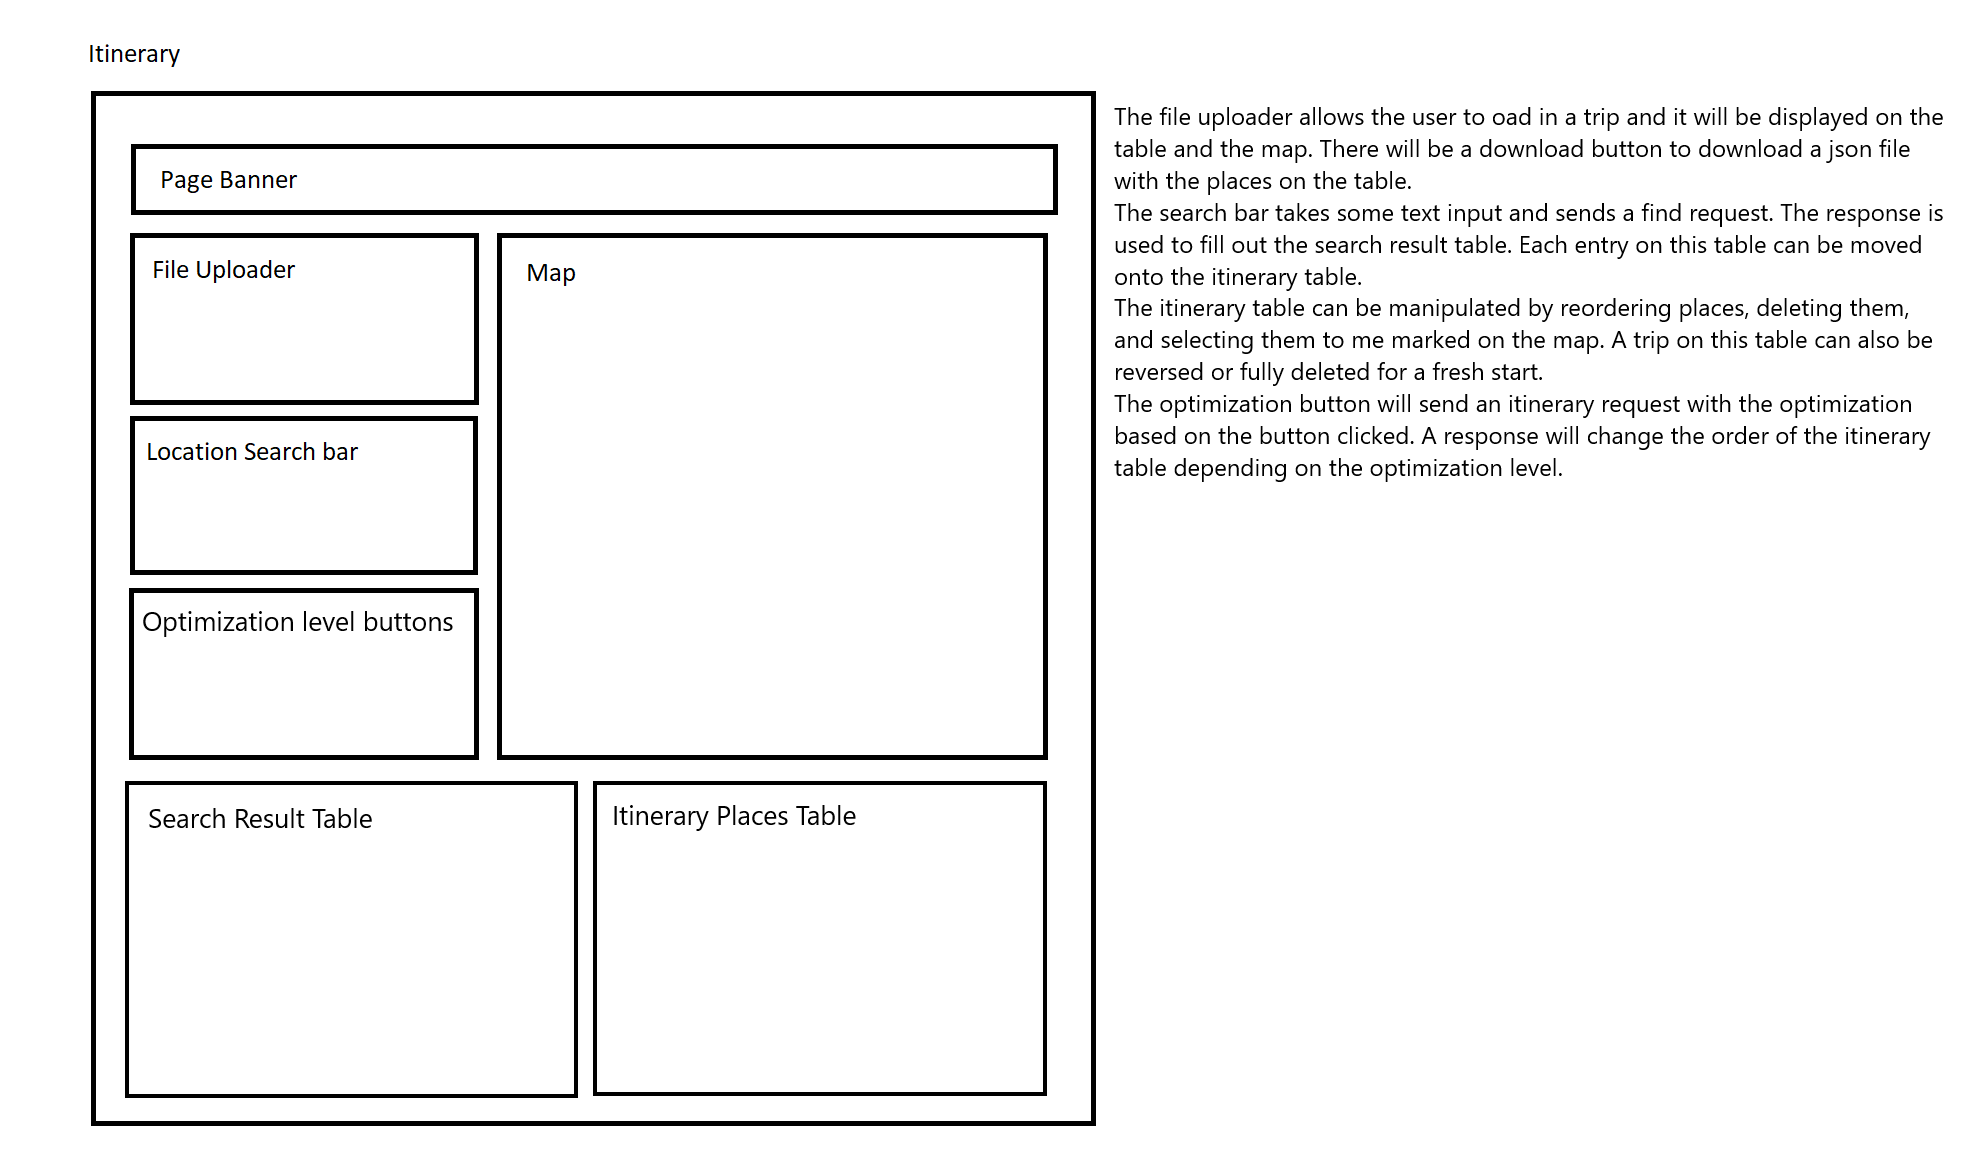 Itinerary
Page Banner
File Uploader
Map
Location Search bar
Optimization level buttons
Search Result Table
Itinerary Places Table
The file uploader allows the user to oad in a trip and it will be displayed on the
table and the map. There will be a download button to download a json file
with the places on the table.
The search bar takes some text input and sends a find request. The response is
used to fill out the search result table. Each entry on this table can be moved
onto the itinerary table.
The itinerary table can be manipulated by reordering places, deleting them,
and selecting them to me marked on the map. A trip on this table can also be
reversed or fully deleted for a fresh start.
The optimization button will send an itinerary request with the optimization
based on the button clicked. A response will change the order of the itinerary
table depending on the optimization level.